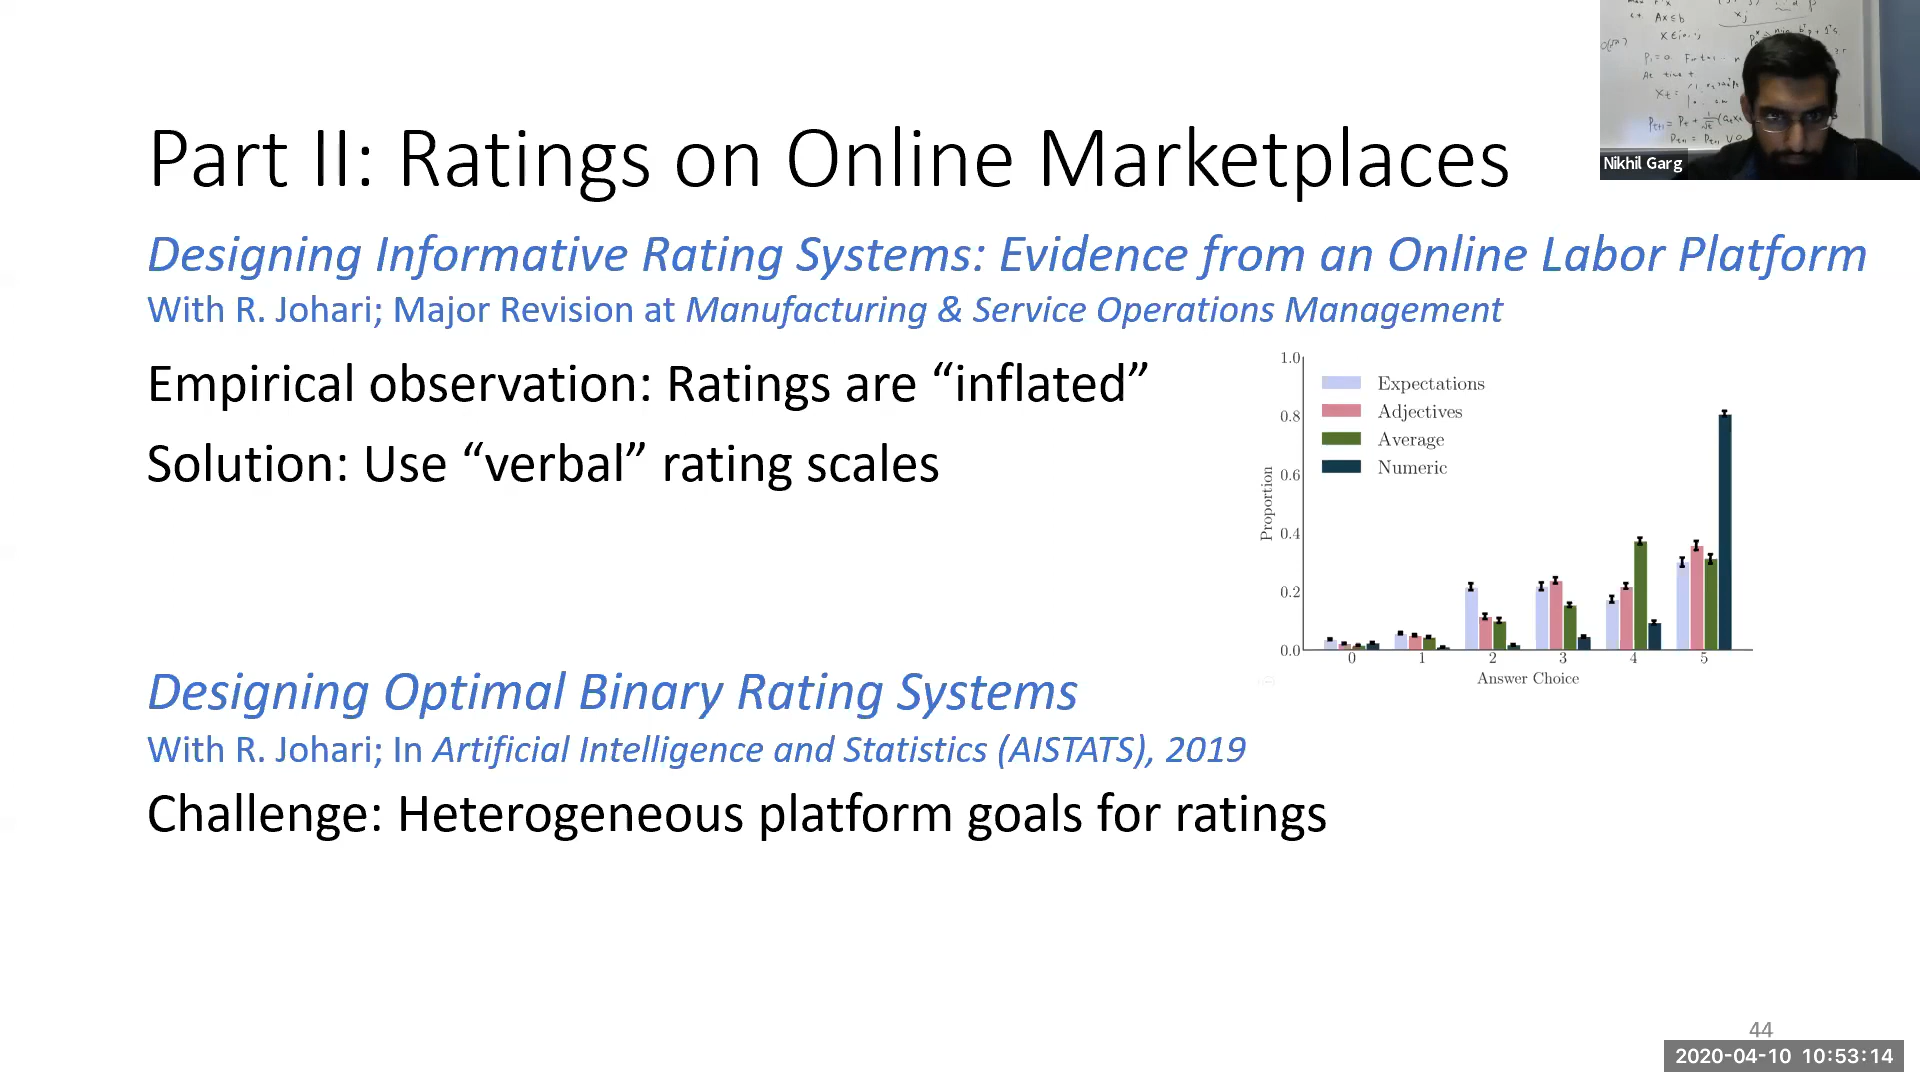 Part II: Ratings on Online Marketplaces
Nikhil Garg
Designing Informative Rating Systems: Evidence from an Online Labor Platform
With R. Johari; Major Revision at Manufacturing & Service Operations Management
Empirical observation: Ratings are “inflated”
Solution: Use “verbal” rating scales
1.0
0.8
0.6
0.4
0.2
0.0
Proportion
Expectations
Adjectives
Average
Numeric
0 1 2 3 4 5
Answer Choice
Designing Optimal Binary Rating Systems
With R. Johari; In Artificial Intelligence and Statistics (AISTATS), 2019
Challenge: Heterogeneous platform goals for ratings
44
2020-04-10 10:53:14